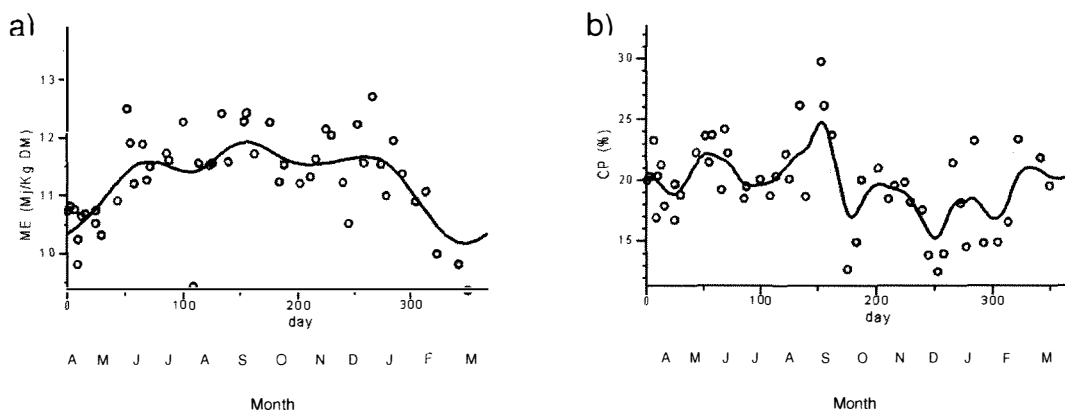 a)
ME (Mj/Kg DM)
13
12
11
10
0
100
200
300
day
A M J J A S O N D J F M
Month
b)
CP (%)
30
25
20
15
0
100
200
300
day
A M J J A S O N D J F M
Month